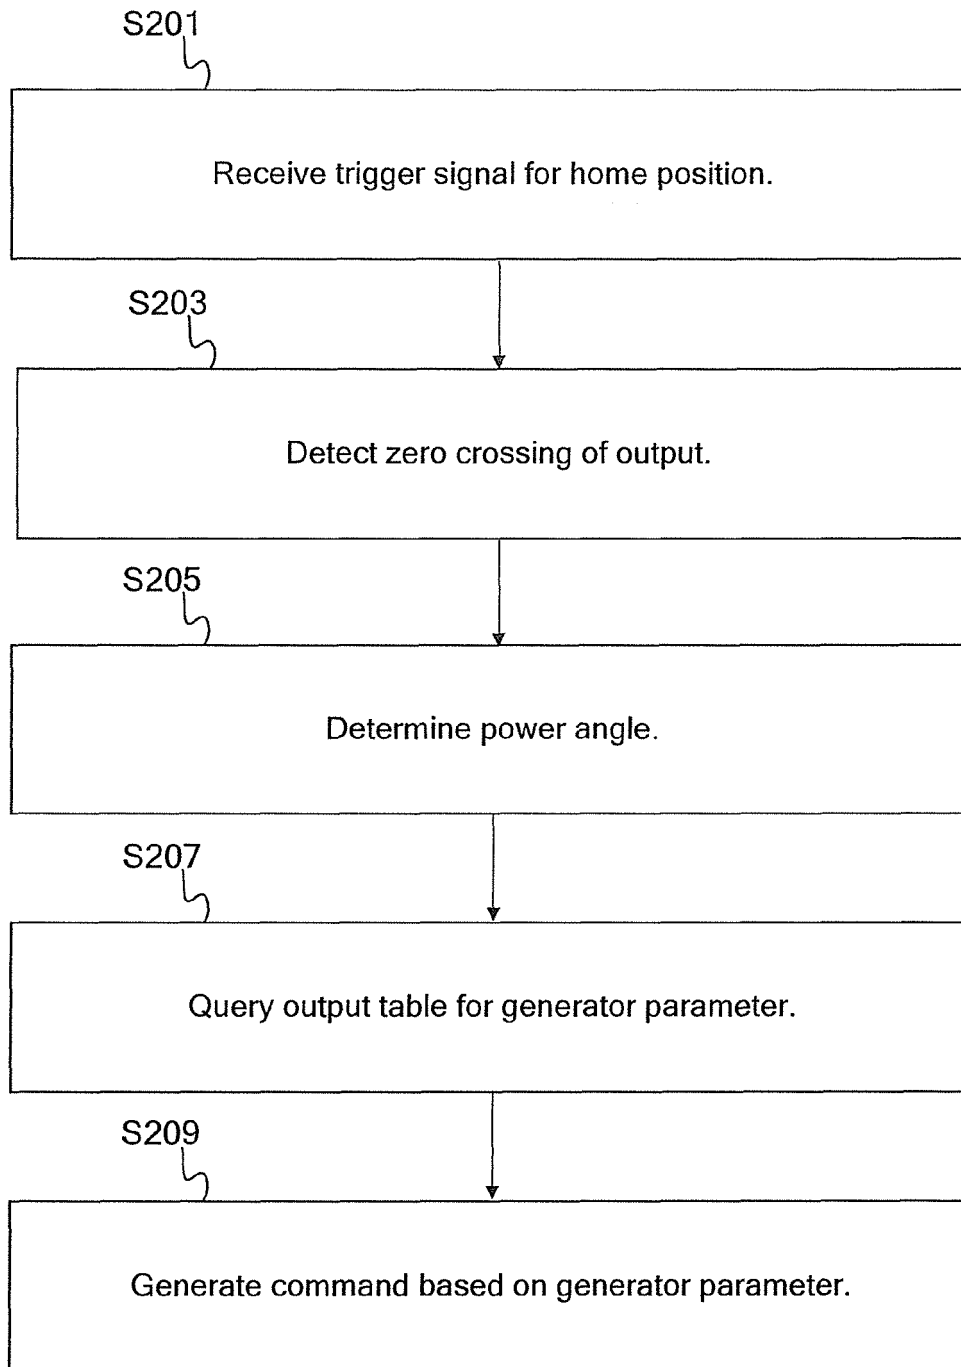 S201
Receive trigger signal for home position.
S203
Detect zero crossing of output.
S205
Determine power angle.
S207
Query output table for generator parameter.
S209
Generate command based on generator parameter.